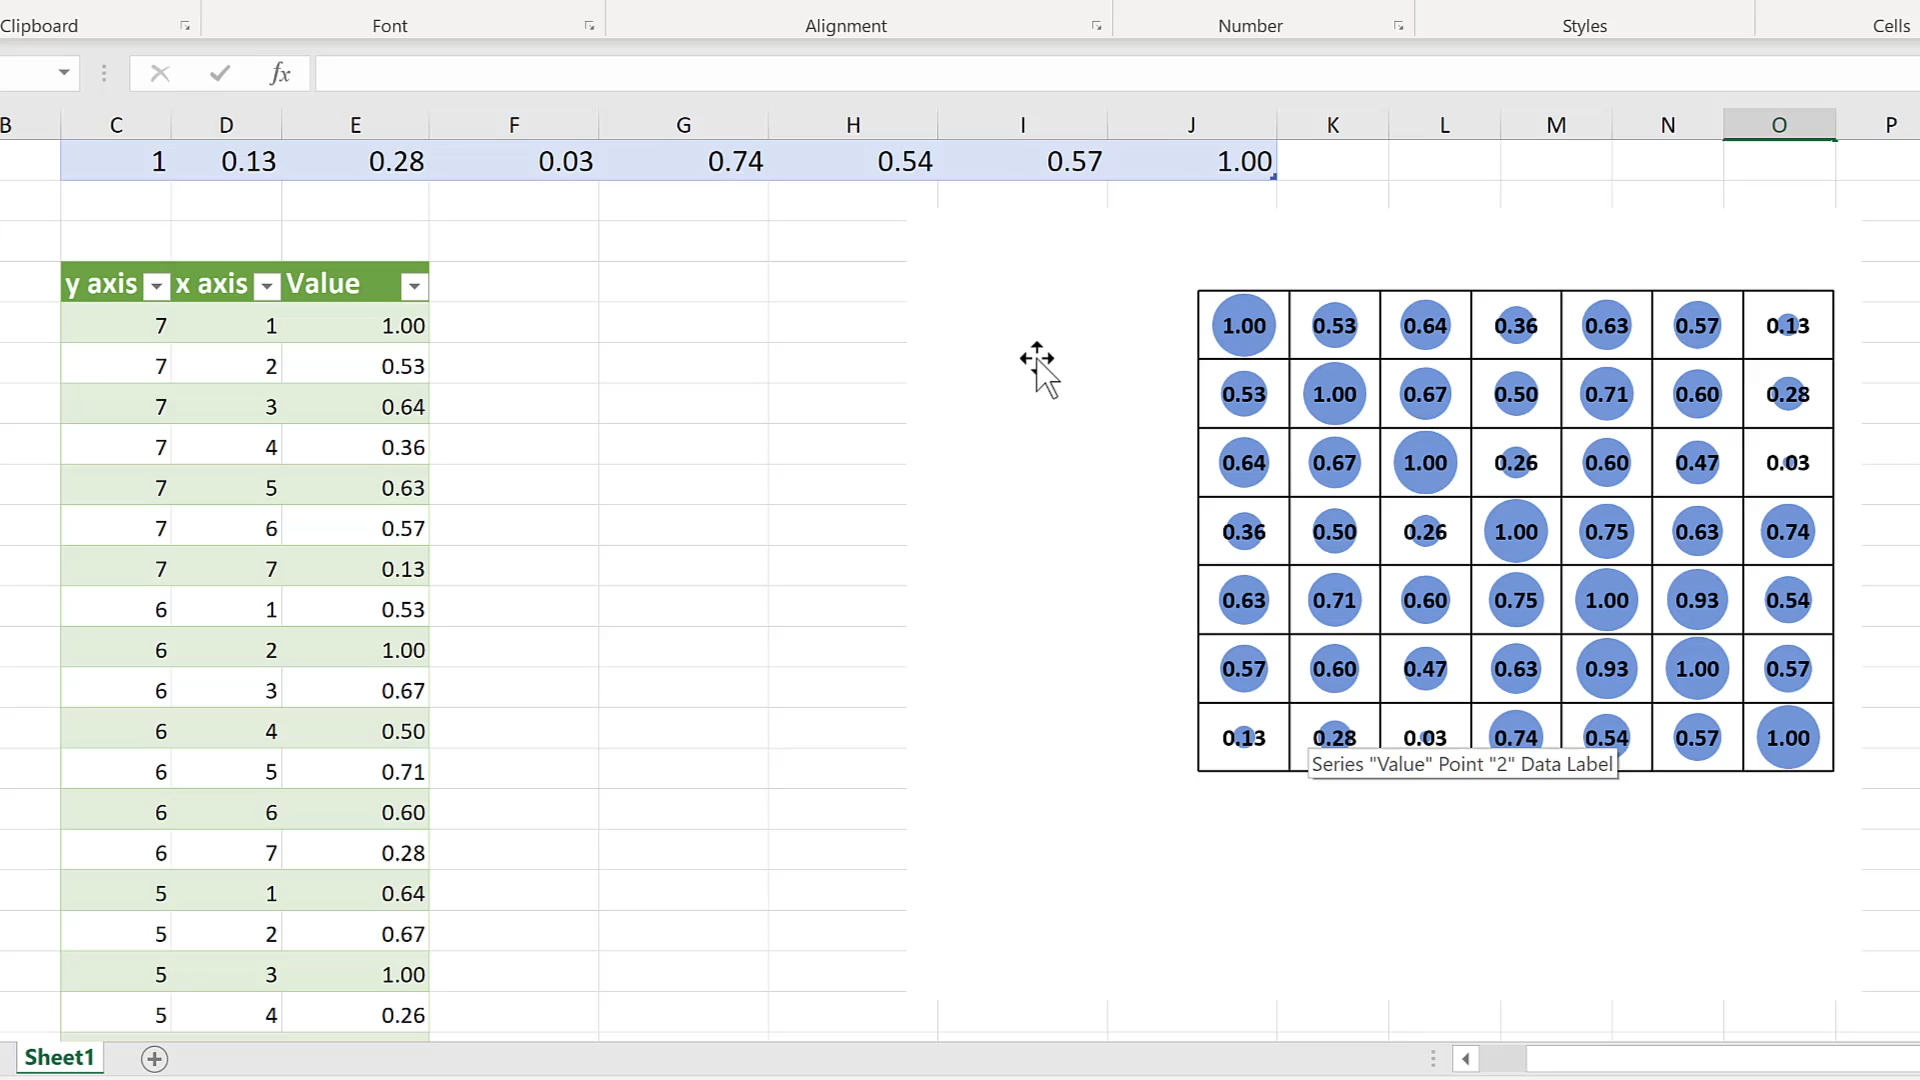 Clipboard Font Alignment Number Styles Cells
fx
B C D E F G H I J K L M N O P
1 0.13 0.28 0.03 0.74 0.54 0.57 1.00
y axis x axis Value
7 1 1.00
7 2 0.53
7 3 0.64
7 4 0.36
7 5 0.63
7 6 0.57
7 7 0.13
6 1 0.53
6 2 1.00
6 3 0.67
6 4 0.50
6 5 0.71
6 6 0.60
6 7 0.28
5 1 0.64
5 2 0.67
5 3 1.00
5 4 0.26
1.00 0.53 0.64 0.36 0.63 0.57 0.13
0.53 1.00 0.67 0.50 0.71 0.60 0.28
0.64 0.67 1.00 0.26 0.60 0.47 0.03
0.36 0.50 0.26 1.00 0.75 0.63 0.74
0.63 0.71 0.60 0.75 1.00 0.93 0.54
0.57 0.60 0.47 0.63 0.93 1.00 0.57
0.13 0.28 0.03 0.74 0.54 0.57 1.00
Series "Value" Point "2" Data Label
Sheet1